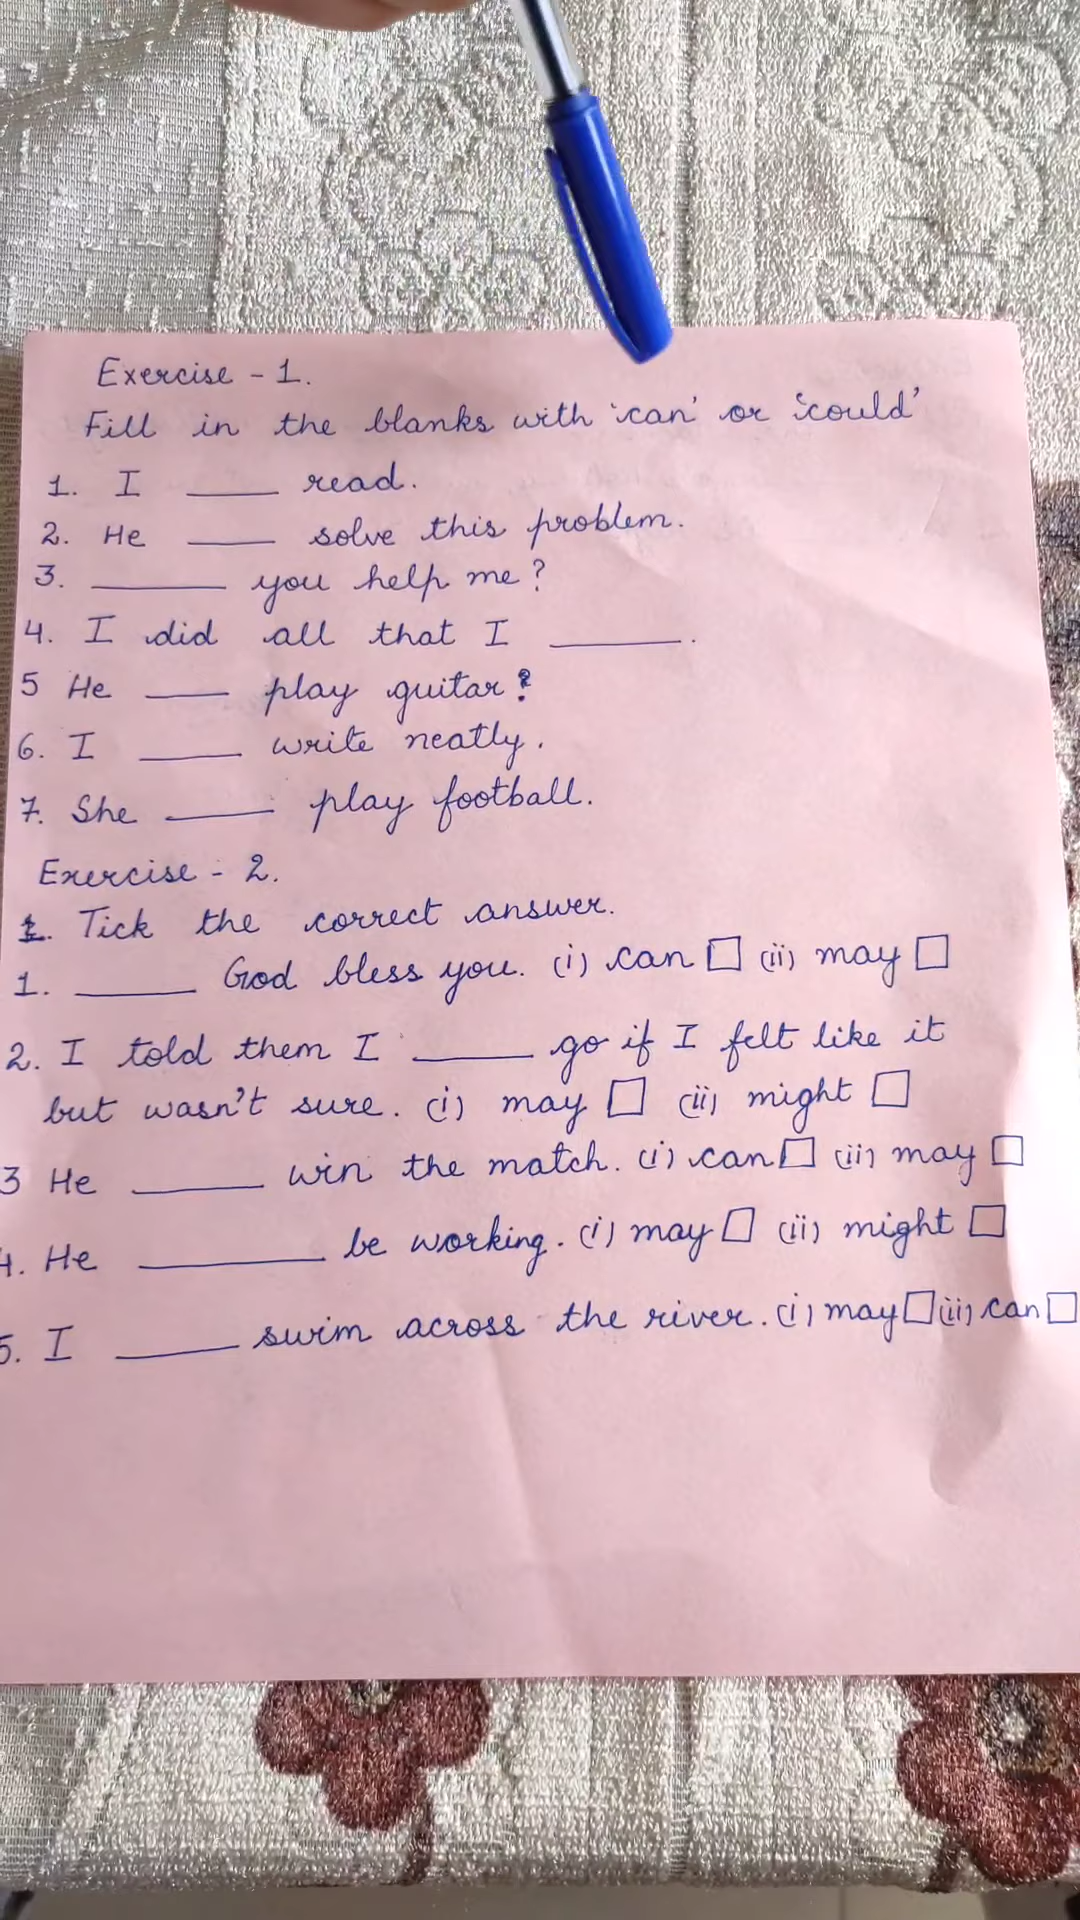 Exercise - 1.
Fill in the blanks with 'can' or 'could'
1. I ____ read.
2. He ____ solve this problem.
3. ____ you help me?
4. I did all that I ____.
5 He ____ play guitar?
6. I ____ write neatly.
7. She ____ play football.
Exercise - 2.
1. Tick the correct answer.
1. ____ God bless you. (i) can □ (ii) may □
2. I told them I ____ go if I felt like it
but wasn't sure. (i) may □ (ii) might □
3 He ____ win the match. (i) can □ (ii) may □
4. He ____ be working. (i) may □ (ii) might □
5. I ____ swim across the river. (i) may □ (ii) can □